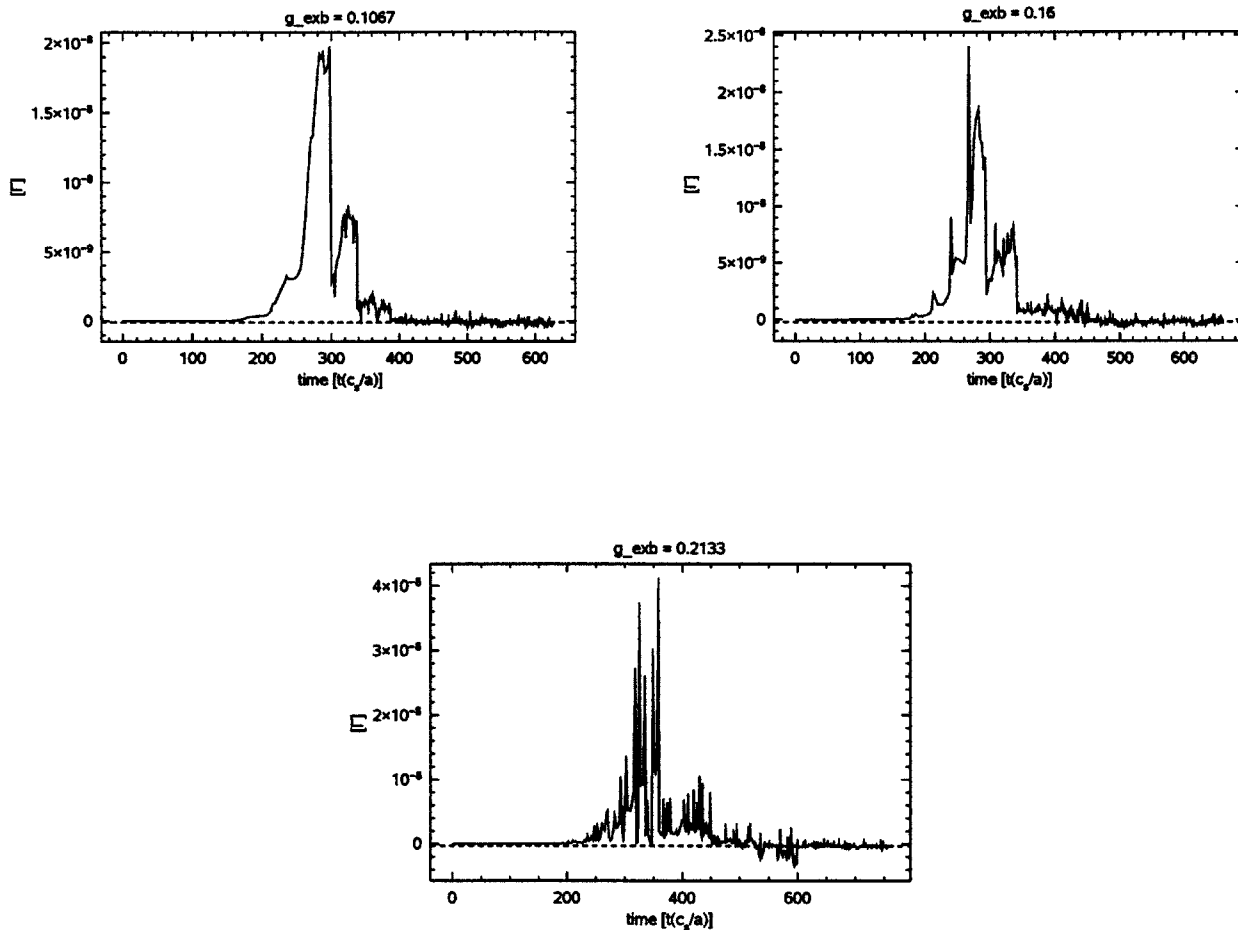 g_exb = 0.1067
2×10⁻⁸
1.5×10⁻⁸
10⁻⁸
5×10⁻⁹
0
[Γ]
0 100 200 300 400 500 600
time [t(cₛ/a)]
g_exb = 0.16
2.5×10⁻⁸
2×10⁻⁸
1.5×10⁻⁸
10⁻⁸
5×10⁻⁹
0
[Γ]
0 100 200 300 400 500 600
time [t(cₛ/a)]
g_exb = 0.2133
4×10⁻⁸
3×10⁻⁸
2×10⁻⁸
10⁻⁸
0
[Γ]
0 200 400 600
time [t(cₛ/a)]